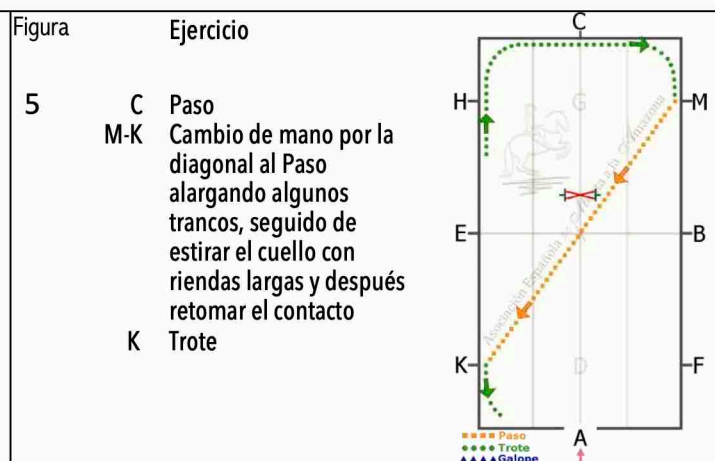 Figura Ejercicio
5 C Paso
M-K Cambio de mano por la
diagonal al Paso
alargando algunos
trancos, seguido de
estirar el cuello con
riendas largas y después
retomar el contacto
K Trote
C
H G M
E B
K D F
A
Asociación Española de Monta a la Amazona
Paso
Trote
Galope